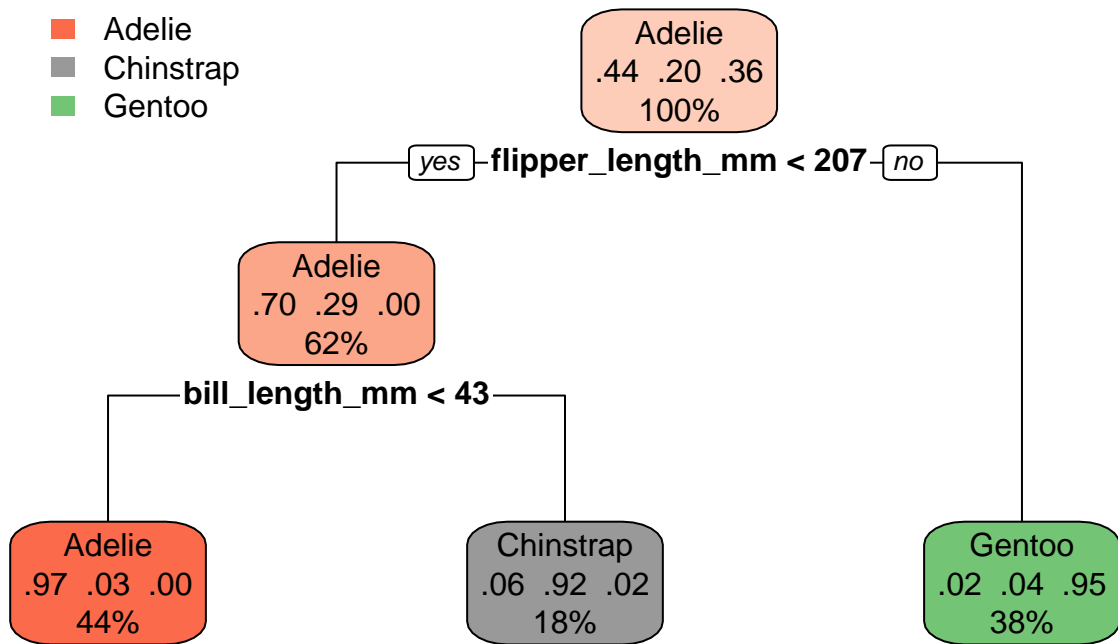 Adelie
Chinstrap
Gentoo
Adelie
.44 .20 .36
100%
yes flipper_length_mm < 207 no
Adelie
.70 .29 .00
62%
bill_length_mm < 43
Adelie
.97 .03 .00
44%
Chinstrap
.06 .92 .02
18%
Gentoo
.02 .04 .95
38%